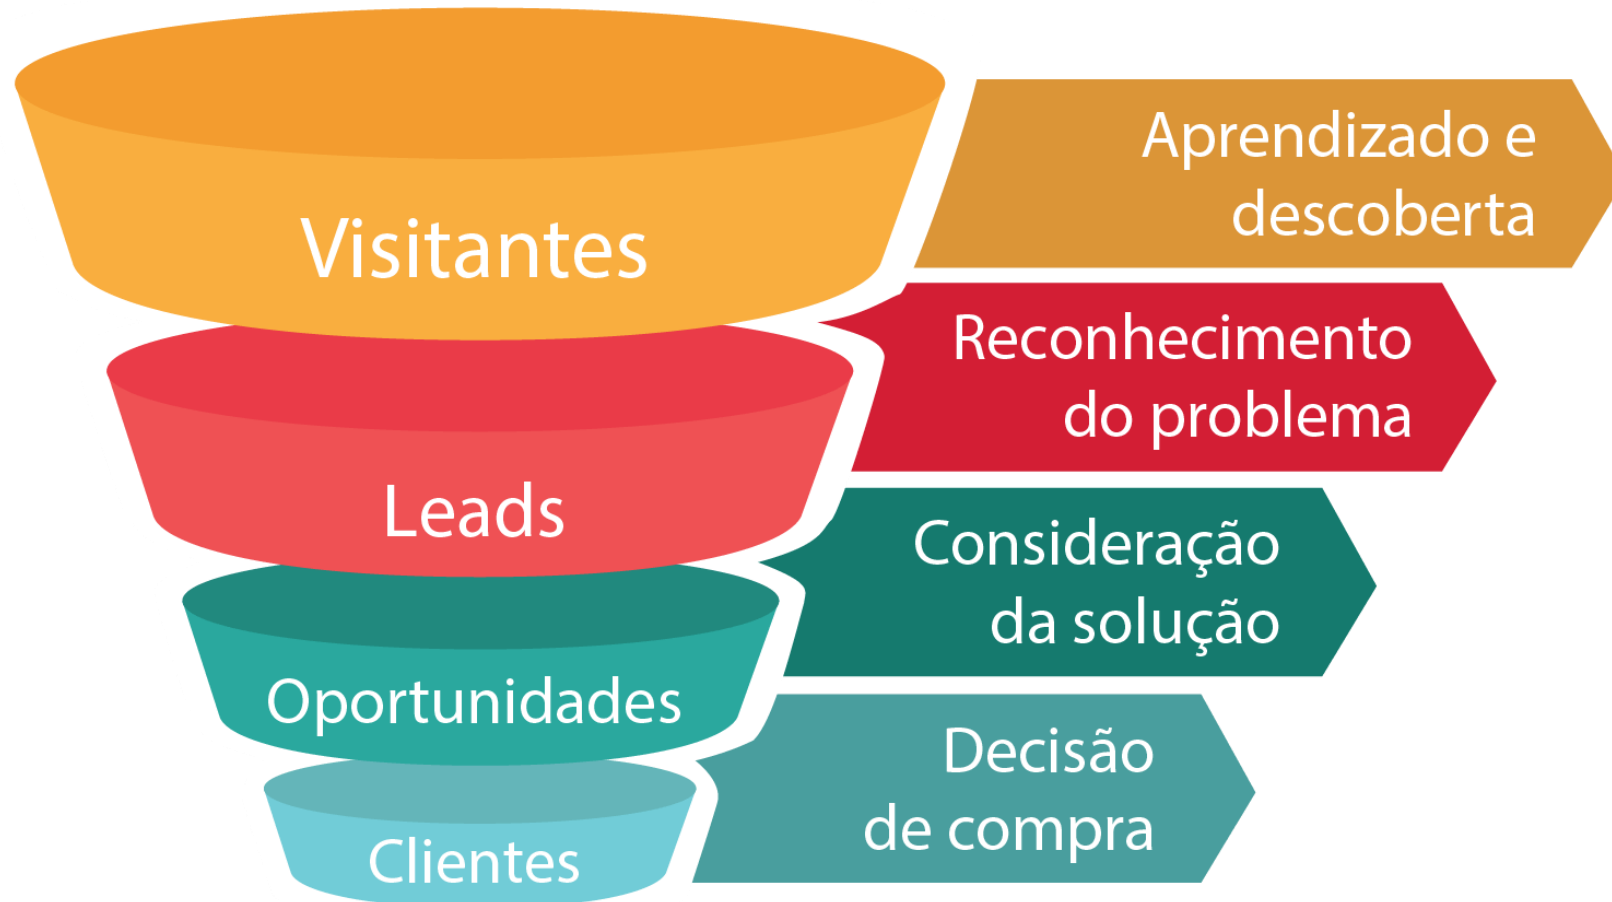 Visitantes
Aprendizado e
descoberta
Leads
Reconhecimento
do problema
Oportunidades
Consideração
da solução
Clientes
Decisão
de compra